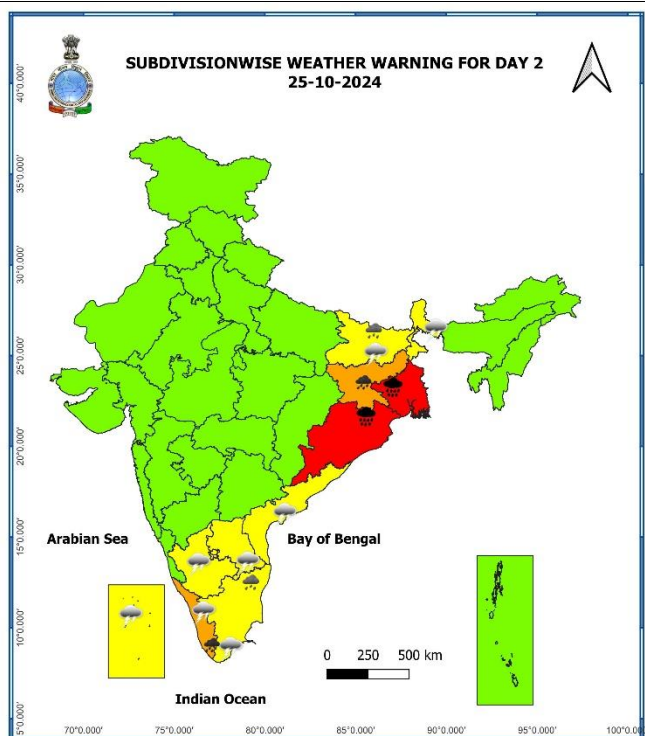 SUBDIVISIONWISE WEATHER WARNING FOR DAY 2
25-10-2024
40°0.000'
35°0.000'
30°0.000'
25°0.000'
20°0.000'
15°0.000'
10°0.000'
5°0.000'
Arabian Sea
Bay of Bengal
0 250 500 km
Indian Ocean
70°0.000' 75°0.000' 80°0.000' 85°0.000' 90°0.000' 95°0.000' 100°0.000'